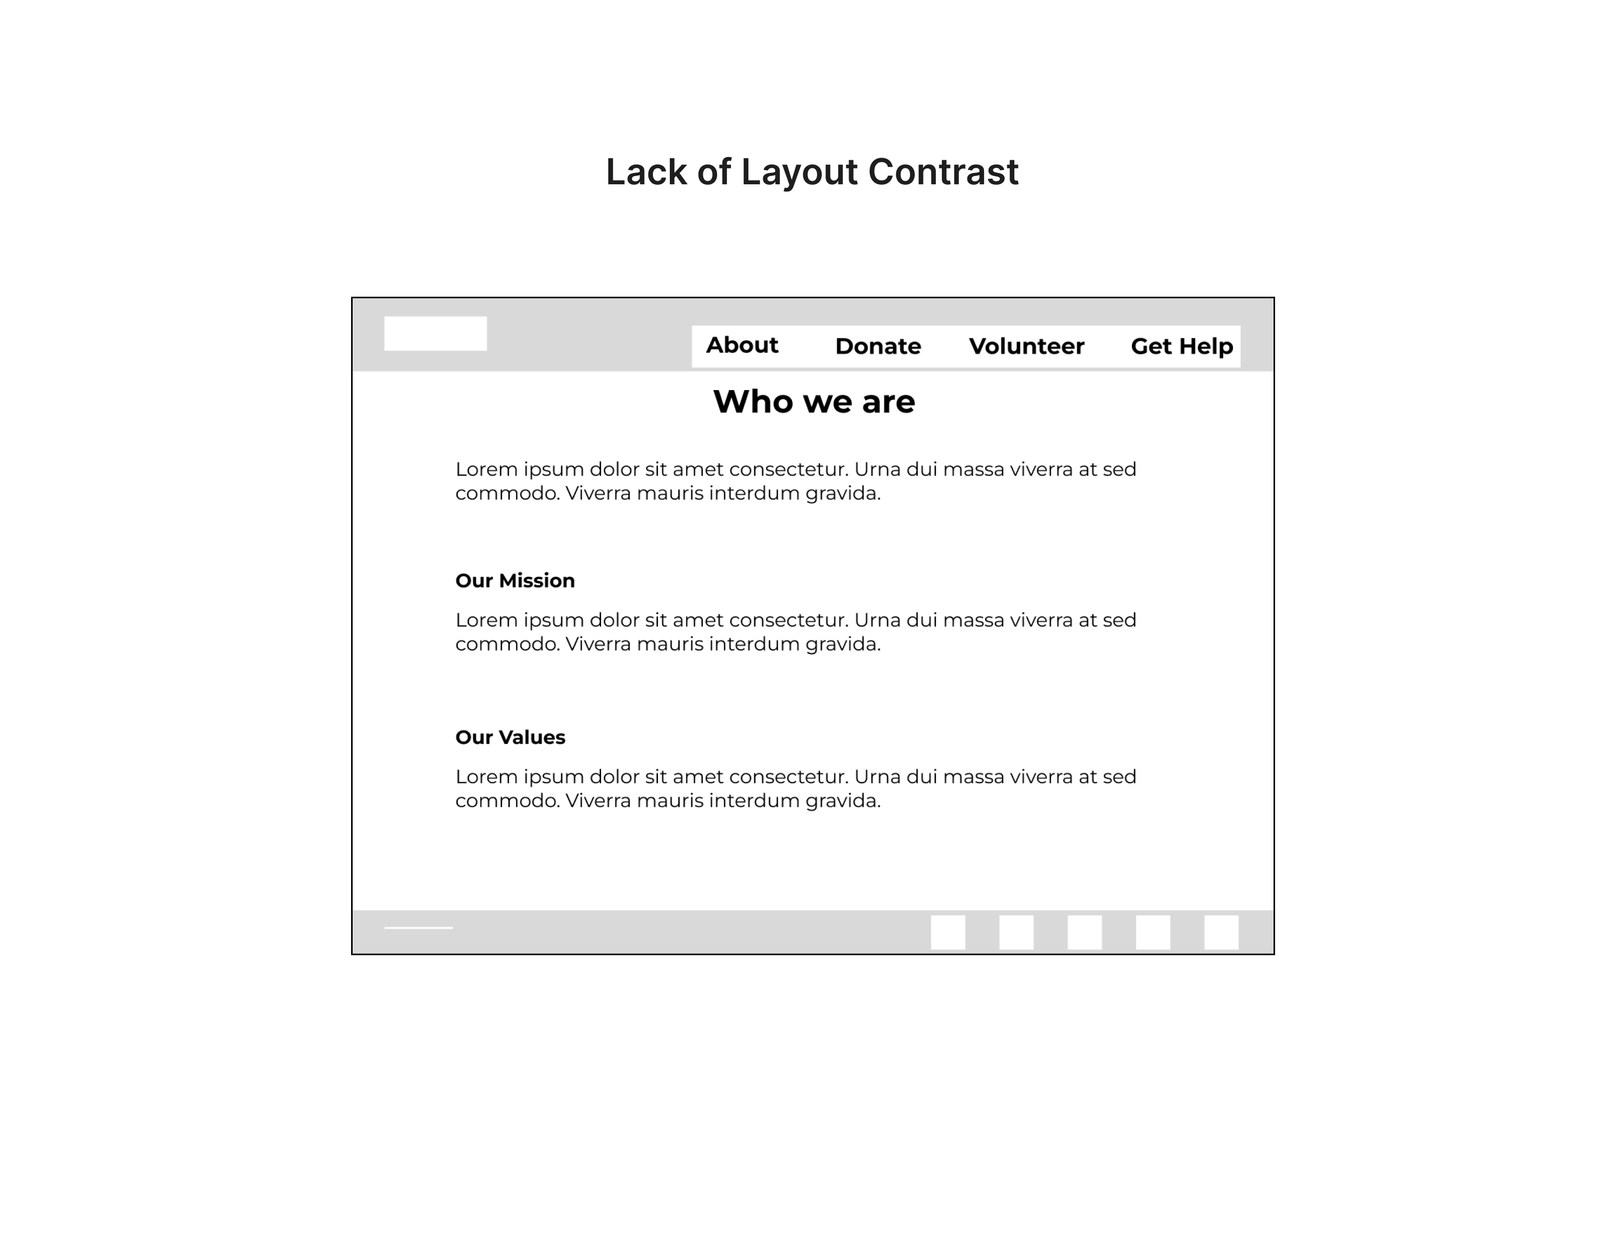 Lack of Layout Contrast
About Donate Volunteer Get Help
Who we are
Lorem ipsum dolor sit amet consectetur. Urna dui massa viverra at sed
commodo. Viverra mauris interdum gravida.
Our Mission
Lorem ipsum dolor sit amet consectetur. Urna dui massa viverra at sed
commodo. Viverra mauris interdum gravida.
Our Values
Lorem ipsum dolor sit amet consectetur. Urna dui massa viverra at sed
commodo. Viverra mauris interdum gravida.